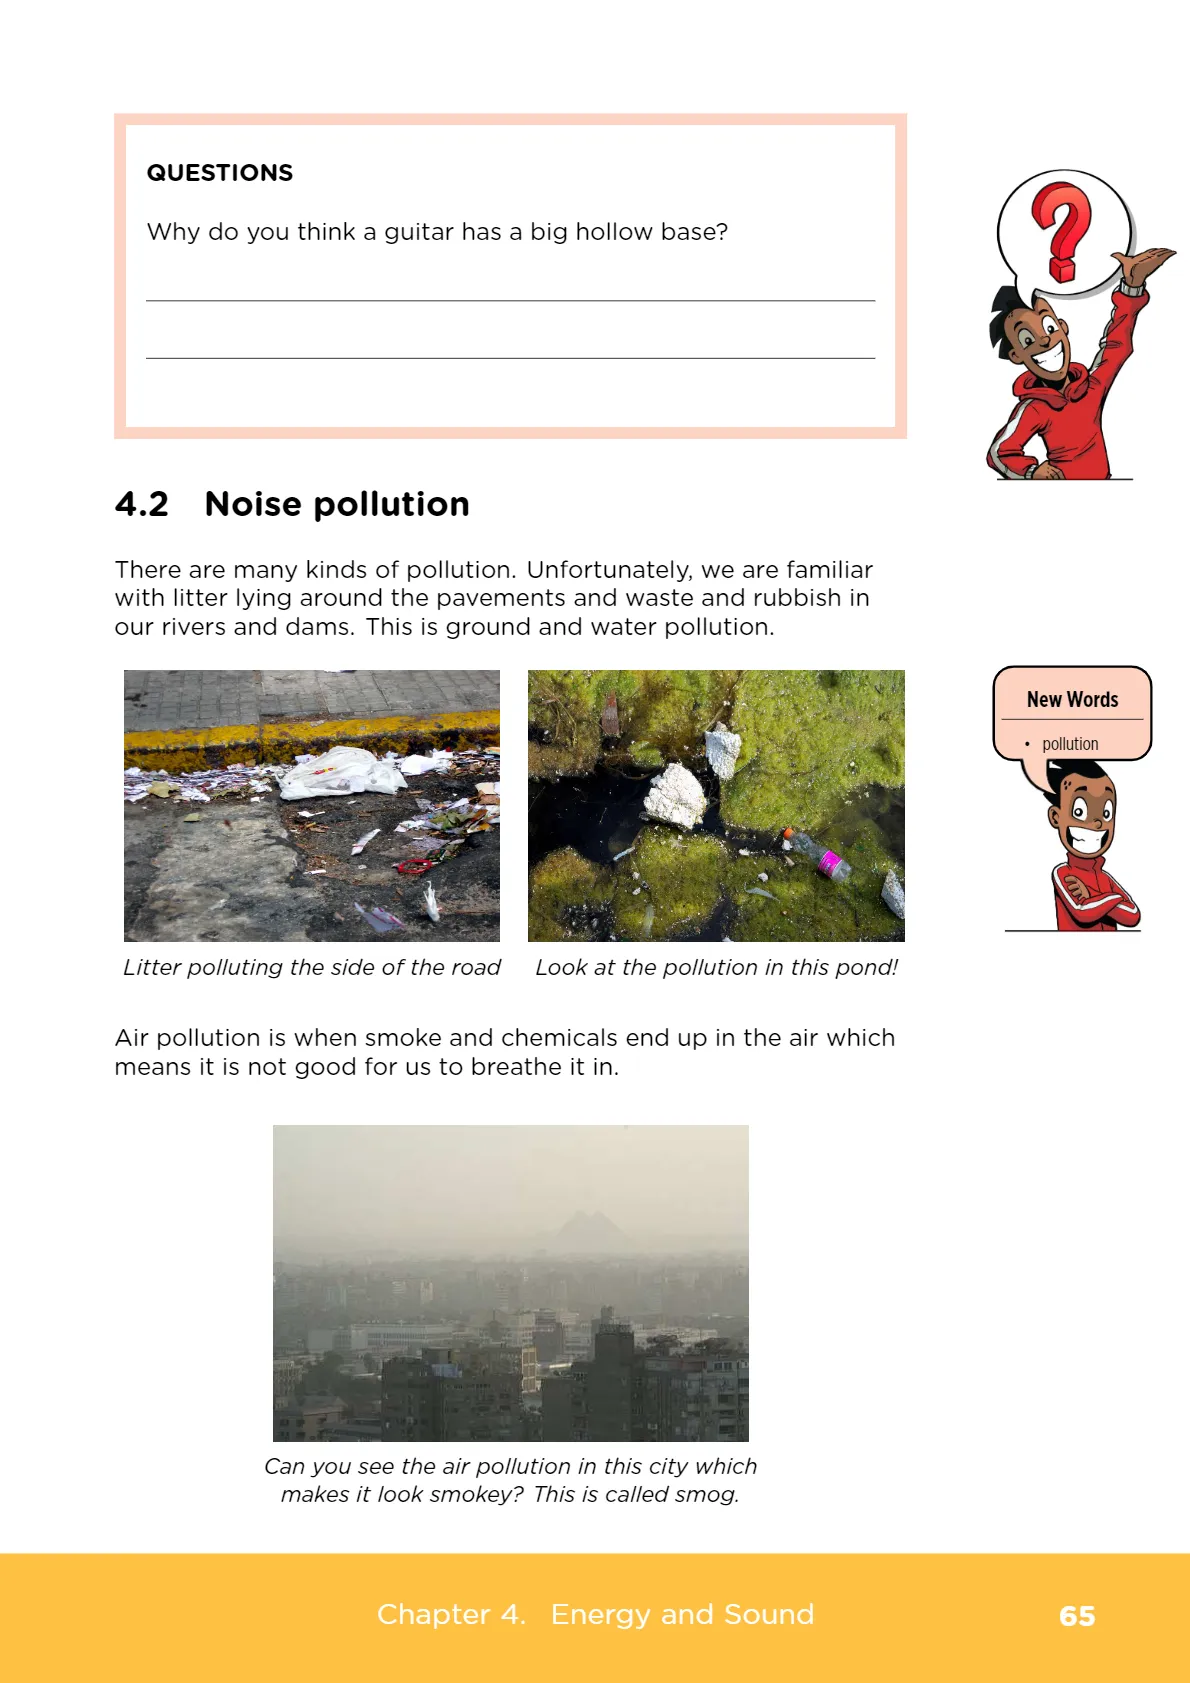 QUESTIONS
Why do you think a guitar has a big hollow base?
4.2 Noise pollution
There are many kinds of pollution. Unfortunately, we are familiar
with litter lying around the pavements and waste and rubbish in
our rivers and dams. This is ground and water pollution.
New Words
• pollution
Litter polluting the side of the road
Look at the pollution in this pond!
Air pollution is when smoke and chemicals end up in the air which
means it is not good for us to breathe it in.
Can you see the air pollution in this city which
makes it look smokey? This is called smog.
Chapter 4. Energy and Sound
65